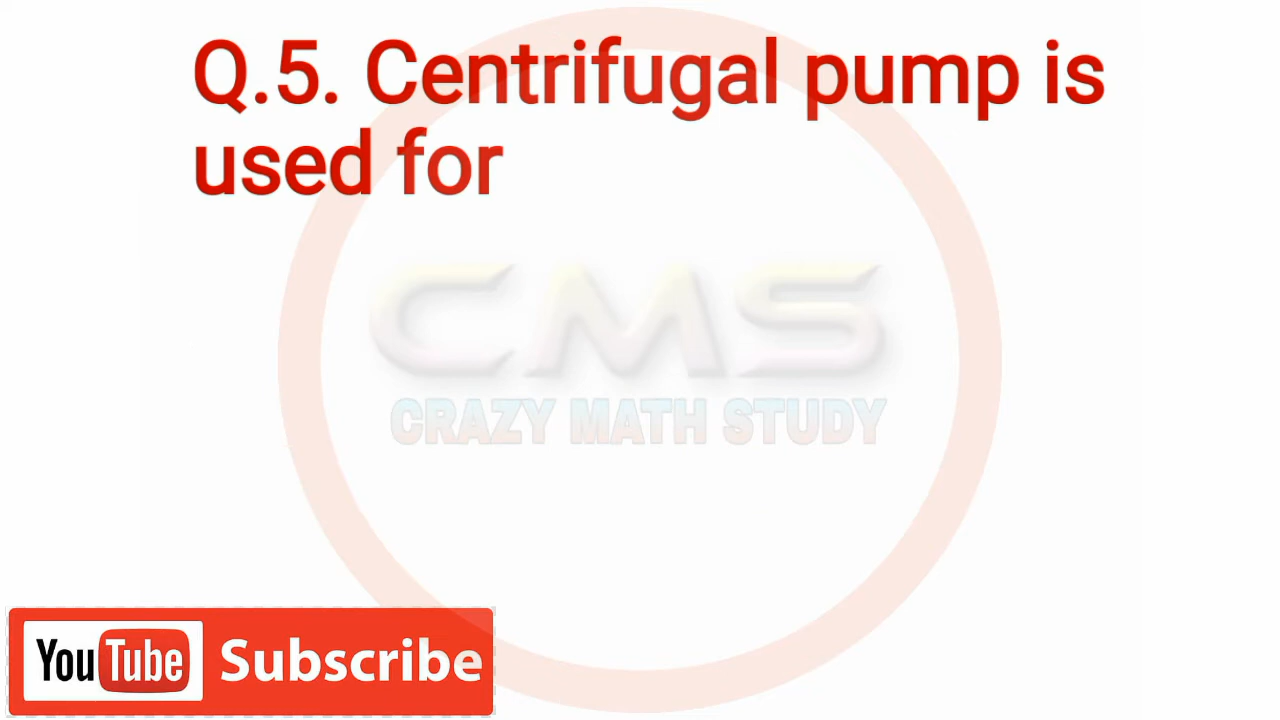 Q.5. Centrifugal pump is
used for
CMS
CRAZY MATH STUDY
YouTube Subscribe